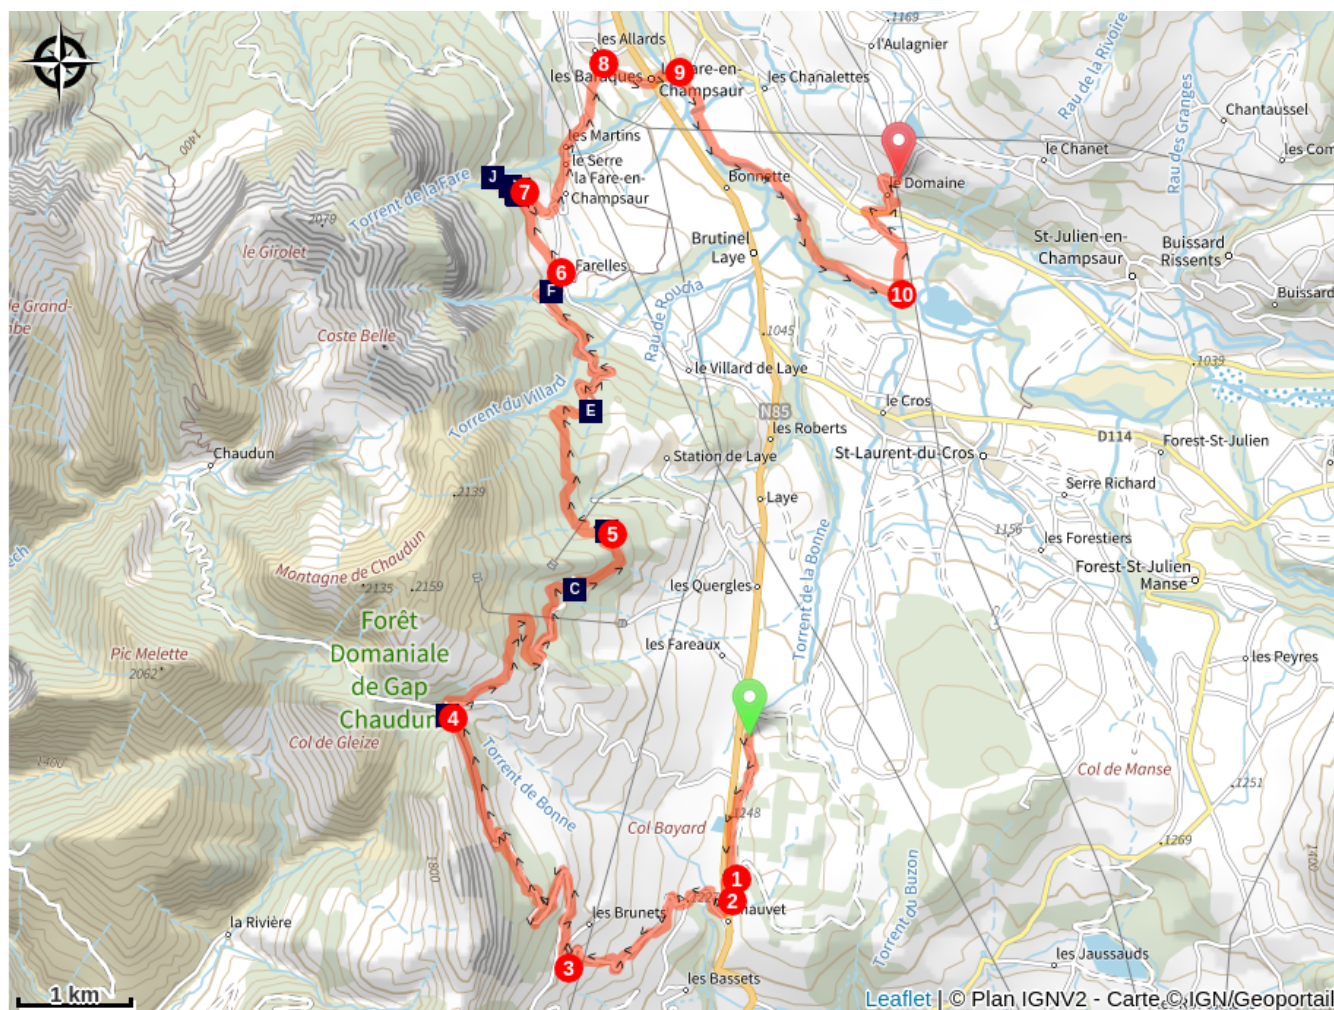 1169
les Allards
l'Aulagnier
Rau de la Rivoire
8
9
les Baraques
Champsaur
les Chanalettes
Rau des Granges
Chantaussel
1400
les Martins
le Serre
la Fare-en-
Champsaur
le Chanet
J
7
Torrent de la Fare
Bonnette
le Domaine
2079
le Girolet
Brutinel
Laye
St-Julien-en-
Champsaur
Buissard
Rissents
6
Farelles
F
Rau de Roucha
10
Buissard
Coste Belle
1045
1039
le Villard de Laye
Torrent du Villard
E
N85
le Cros
les Roberts
D114
Forest-St-Julien
Chaudun
Station de Laye
St-Laurent-du-Cros
2139
Laye
Serre Richard
5
1156
les Forestiers
Montagne de Chaudun
2135
2159
C
les Quergles
Torrent de la Bonne
Forest-St-Julien
Manse
Forêt
Domaniale
de Gap
Chaudun
Pic Melette
2062
les Fareaux
les Peyres
4
Col de Gleize
Torrent de Bonne
Col de Manse
1400
1251
Col Bayard
1248
1269
1800
1400
1
2
1227
la Rivière
les Brunets
Torrent du Buzon
3
les Bassets
les Jaussauds
1 km
Leaflet | © Plan IGNV2 - Carte © IGN/Geoportail